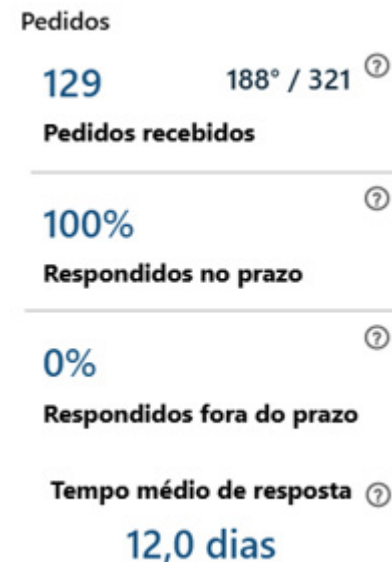 Pedidos
129 188° / 321 ?
Pedidos recebidos
?
100%
Respondidos no prazo
?
0%
Respondidos fora do prazo
Tempo médio de resposta ?
12,0 dias